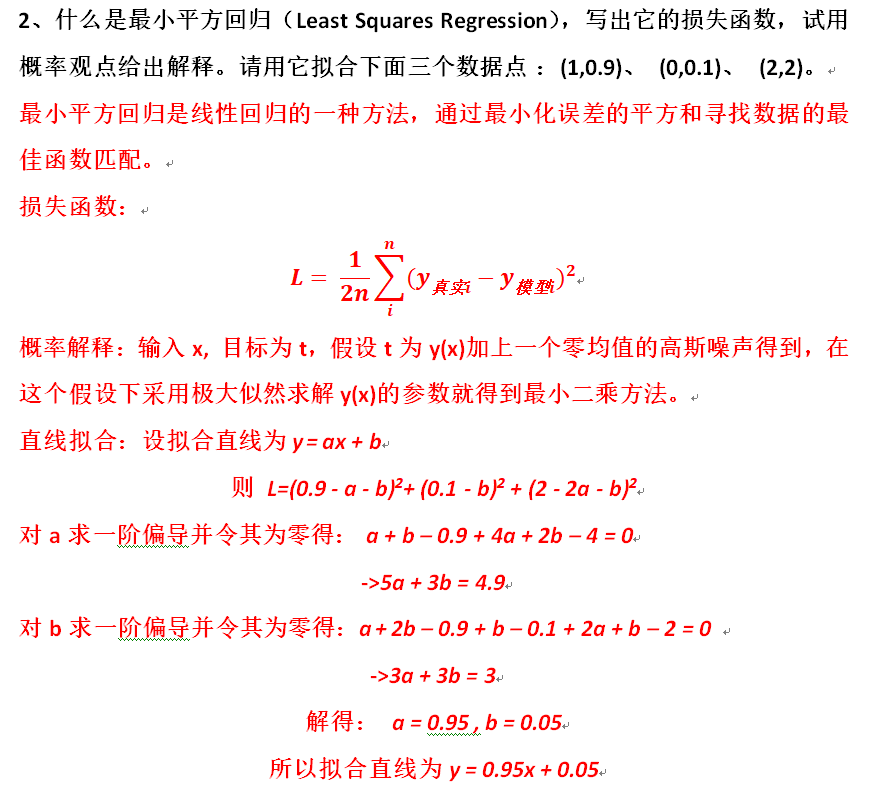 2、什么是最小平方回归（Least Squares Regression），写出它的损失函数，试用
概率观点给出解释。请用它拟合下面三个数据点：(1,0.9)、 (0,0.1)、 (2,2)。
最小平方回归是线性回归的一种方法，通过最小化误差的平方和寻找数据的最
佳函数匹配。
损失函数：
L = 1/2n ∑_i^n (y真实i − y模型i)²
概率解释：输入 x, 目标为 t，假设 t 为 y(x)加上一个零均值的高斯噪声得到，在
这个假设下采用极大似然求解 y(x)的参数就得到最小二乘方法。
直线拟合：设拟合直线为 y = ax + b
则 L=(0.9 - a - b)²+ (0.1 - b)² + (2 - 2a - b)²
对 a 求一阶偏导并令其为零得： a + b – 0.9 + 4a + 2b – 4 = 0
->5a + 3b = 4.9
对 b 求一阶偏导并令其为零得：a + 2b – 0.9 + b – 0.1 + 2a + b – 2 = 0
->3a + 3b = 3
解得： a = 0.95 , b = 0.05
所以拟合直线为 y = 0.95x + 0.05